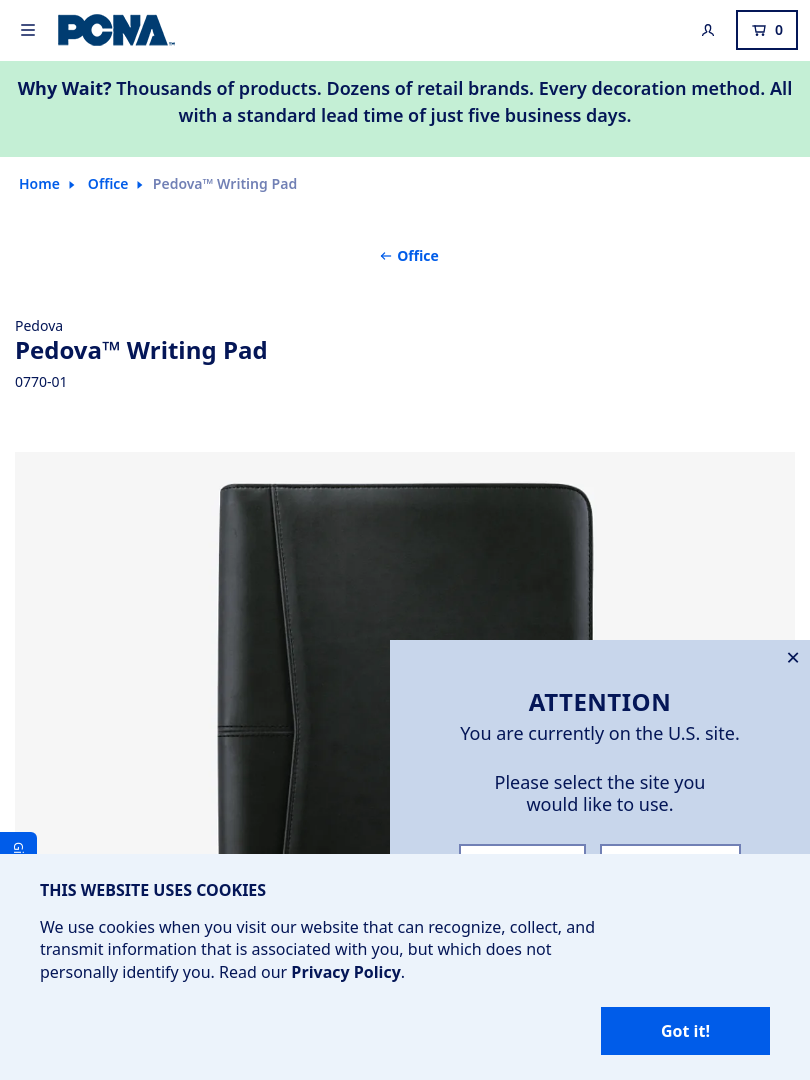 PCNA™
0
Why Wait? Thousands of products. Dozens of retail brands. Every decoration method. All
with a standard lead time of just five business days.
Home
Office
Pedova™ Writing Pad
Office
Pedova
Pedova™ Writing Pad
0770-01
ATTENTION
You are currently on the U.S. site.
Please select the site you
would like to use.
THIS WEBSITE USES COOKIES
We use cookies when you visit our website that can recognize, collect, and
transmit information that is associated with you, but which does not
personally identify you. Read our Privacy Policy.
Got it!